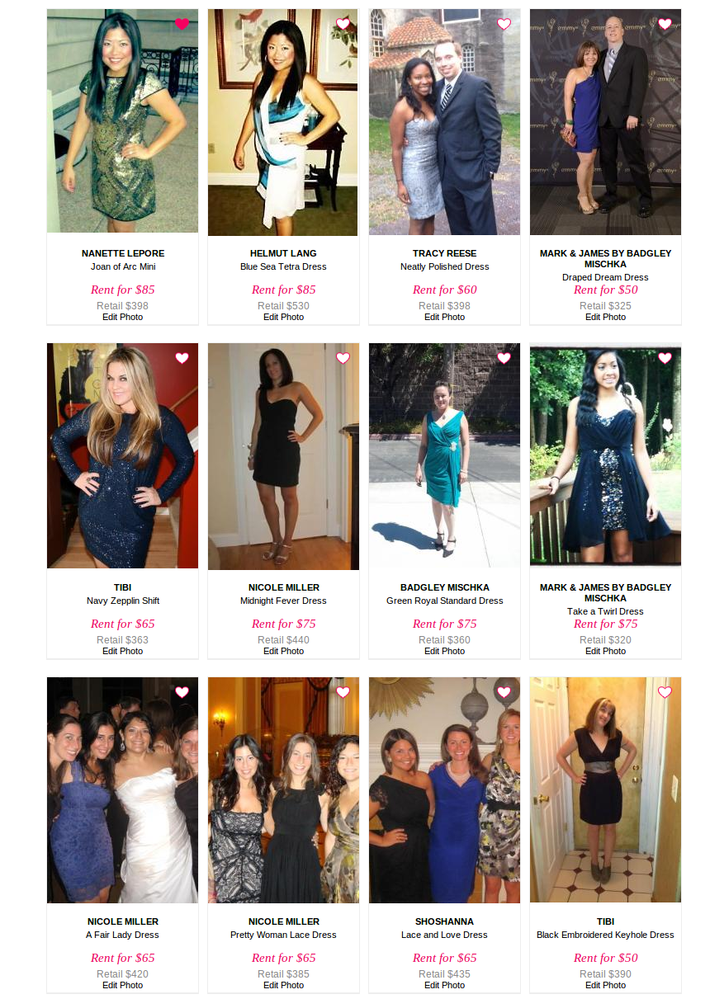 emmys
emmys
emmys
emmys
NANETTE LEPORE
Joan of Arc Mini
Rent for $85
Retail $398
Edit Photo
HELMUT LANG
Blue Sea Tetra Dress
Rent for $85
Retail $530
Edit Photo
TRACY REESE
Neatly Polished Dress
Rent for $60
Retail $398
Edit Photo
MARK & JAMES BY BADGLEY
MISCHKA
Draped Dream Dress
Rent for $50
Retail $325
Edit Photo
TIBI
Navy Zepplin Shift
Rent for $65
Retail $363
Edit Photo
NICOLE MILLER
Midnight Fever Dress
Rent for $75
Retail $440
Edit Photo
BADGLEY MISCHKA
Green Royal Standard Dress
Rent for $75
Retail $360
Edit Photo
MARK & JAMES BY BADGLEY
MISCHKA
Take a Twirl Dress
Rent for $75
Retail $320
Edit Photo
NICOLE MILLER
A Fair Lady Dress
Rent for $65
Retail $420
Edit Photo
NICOLE MILLER
Pretty Woman Lace Dress
Rent for $65
Retail $385
Edit Photo
SHOSHANNA
Lace and Love Dress
Rent for $65
Retail $435
Edit Photo
TIBI
Black Embroidered Keyhole Dress
Rent for $50
Retail $390
Edit Photo